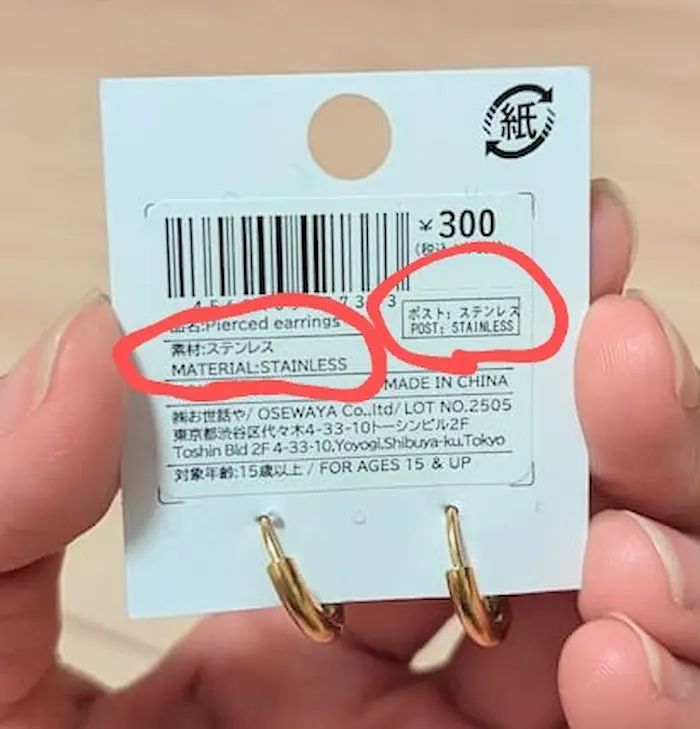 紙
¥300
(税込
品名:Pierced earrings
素材:ステンレス
MATERIAL:STAINLESS
ポスト: ステンレス
POST: STAINLESS
MADE IN CHINA
㈱お世話や/ OSEWAYA Co.,ltd/ LOT NO.2505
東京都渋谷区代々木4-33-10トーシンビル2F
Toshin Bld 2F 4-33-10,Yoyogi,Shibuya-ku,Tokyo
対象年齢:15歳以上 / FOR AGES 15 & UP